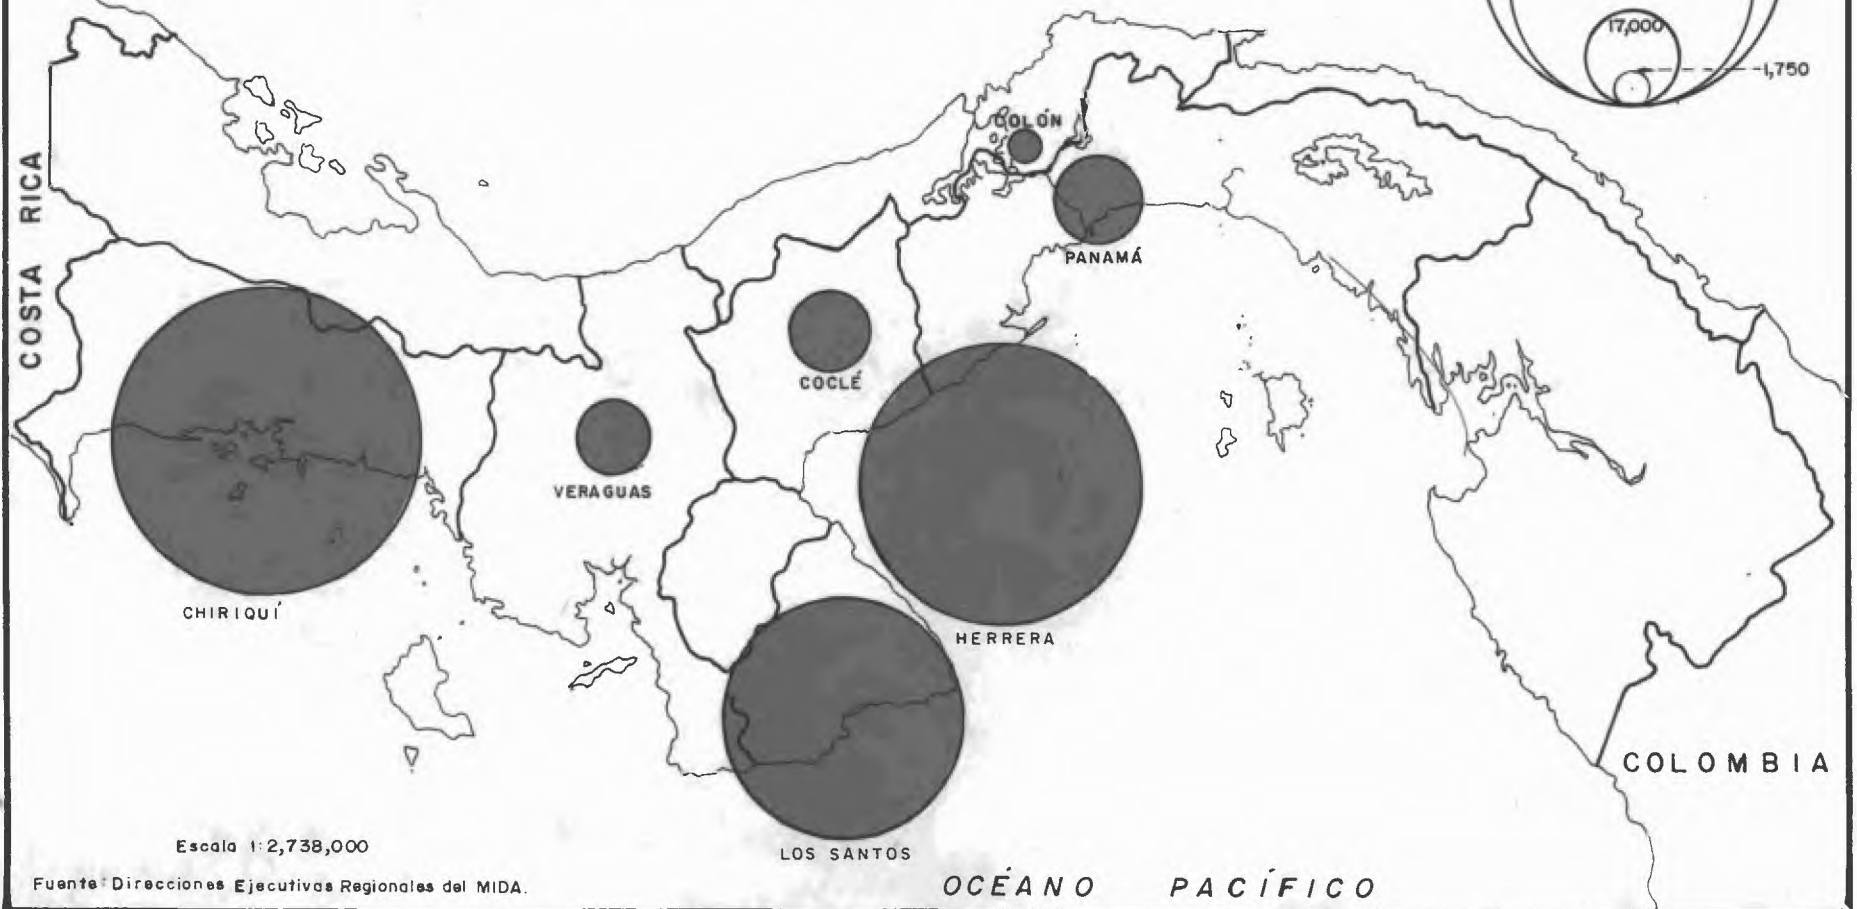 17,000
1,750
COLÓN
COSTA RICA
PANAMÁ
COCLÉ
VERAGUAS
CHIRIQUÍ
HERRERA
COLOMBIA
Escala 1:2,738,000
LOS SANTOS
Fuente: Direcciones Ejecutivas Regionales del MIDA.
OCÉANO PACÍFICO